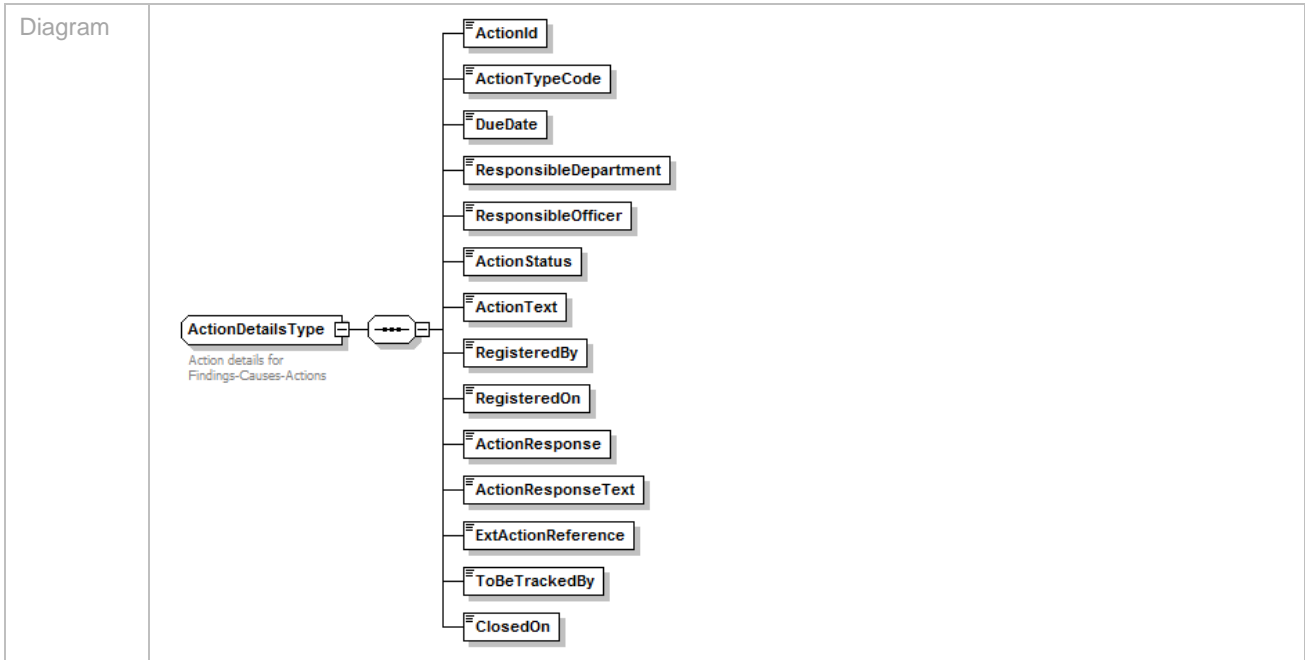 Diagram
ActionId
ActionTypeCode
DueDate
ResponsibleDepartment
ResponsibleOfficer
ActionStatus
ActionText
ActionDetailsType
Action details for
Findings-Causes-Actions
RegisteredBy
RegisteredOn
ActionResponse
ActionResponseText
ExtActionReference
ToBeTrackedBy
ClosedOn